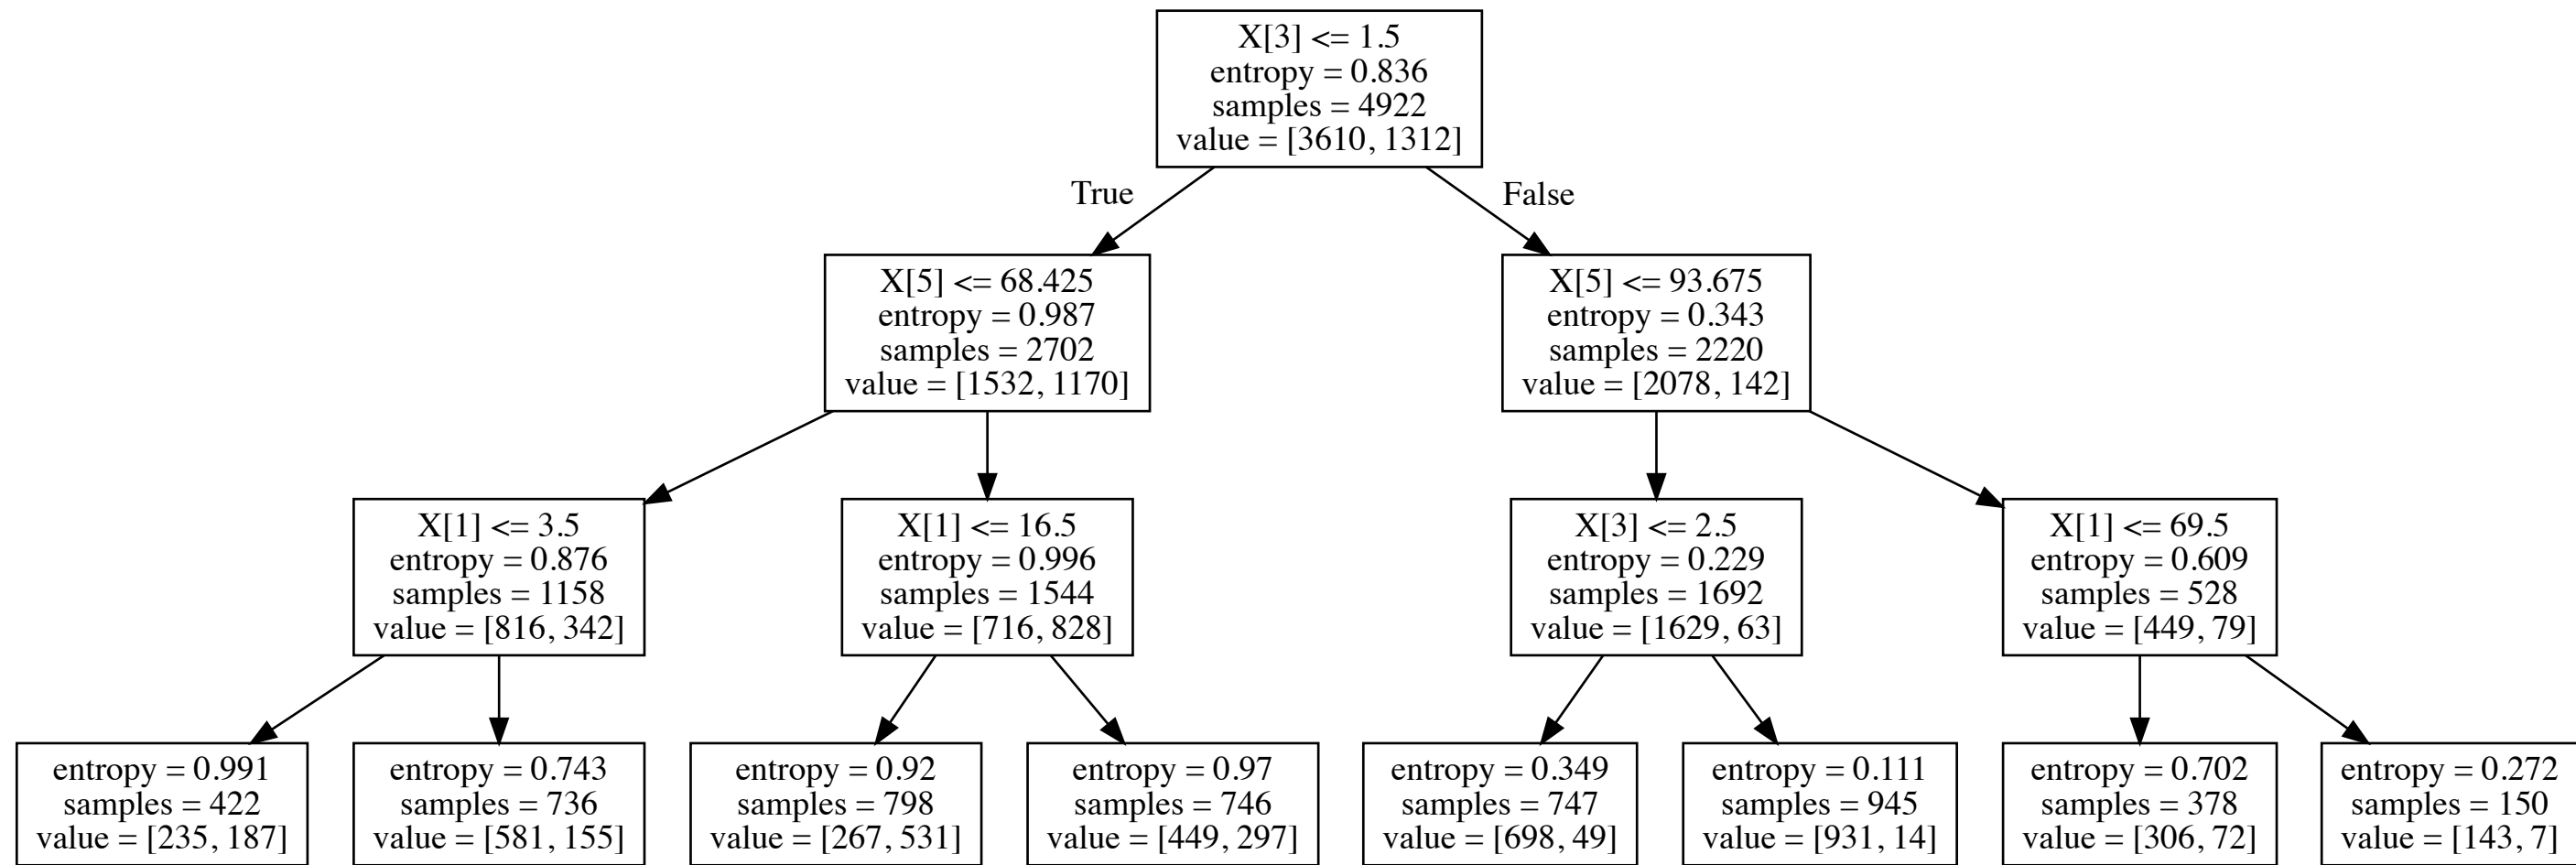 X[3] <= 1.5
entropy = 0.836
samples = 4922
value = [3610, 1312]
True
False
X[5] <= 68.425
entropy = 0.987
samples = 2702
value = [1532, 1170]
X[5] <= 93.675
entropy = 0.343
samples = 2220
value = [2078, 142]
X[1] <= 3.5
entropy = 0.876
samples = 1158
value = [816, 342]
X[1] <= 16.5
entropy = 0.996
samples = 1544
value = [716, 828]
X[3] <= 2.5
entropy = 0.229
samples = 1692
value = [1629, 63]
X[1] <= 69.5
entropy = 0.609
samples = 528
value = [449, 79]
entropy = 0.991
samples = 422
value = [235, 187]
entropy = 0.743
samples = 736
value = [581, 155]
entropy = 0.92
samples = 798
value = [267, 531]
entropy = 0.97
samples = 746
value = [449, 297]
entropy = 0.349
samples = 747
value = [698, 49]
entropy = 0.111
samples = 945
value = [931, 14]
entropy = 0.702
samples = 378
value = [306, 72]
entropy = 0.272
samples = 150
value = [143, 7]